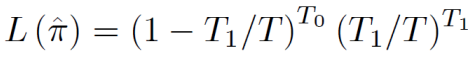 L(π̂) = (1 − T₁/T)^{T₀} (T₁/T)^{T₁}